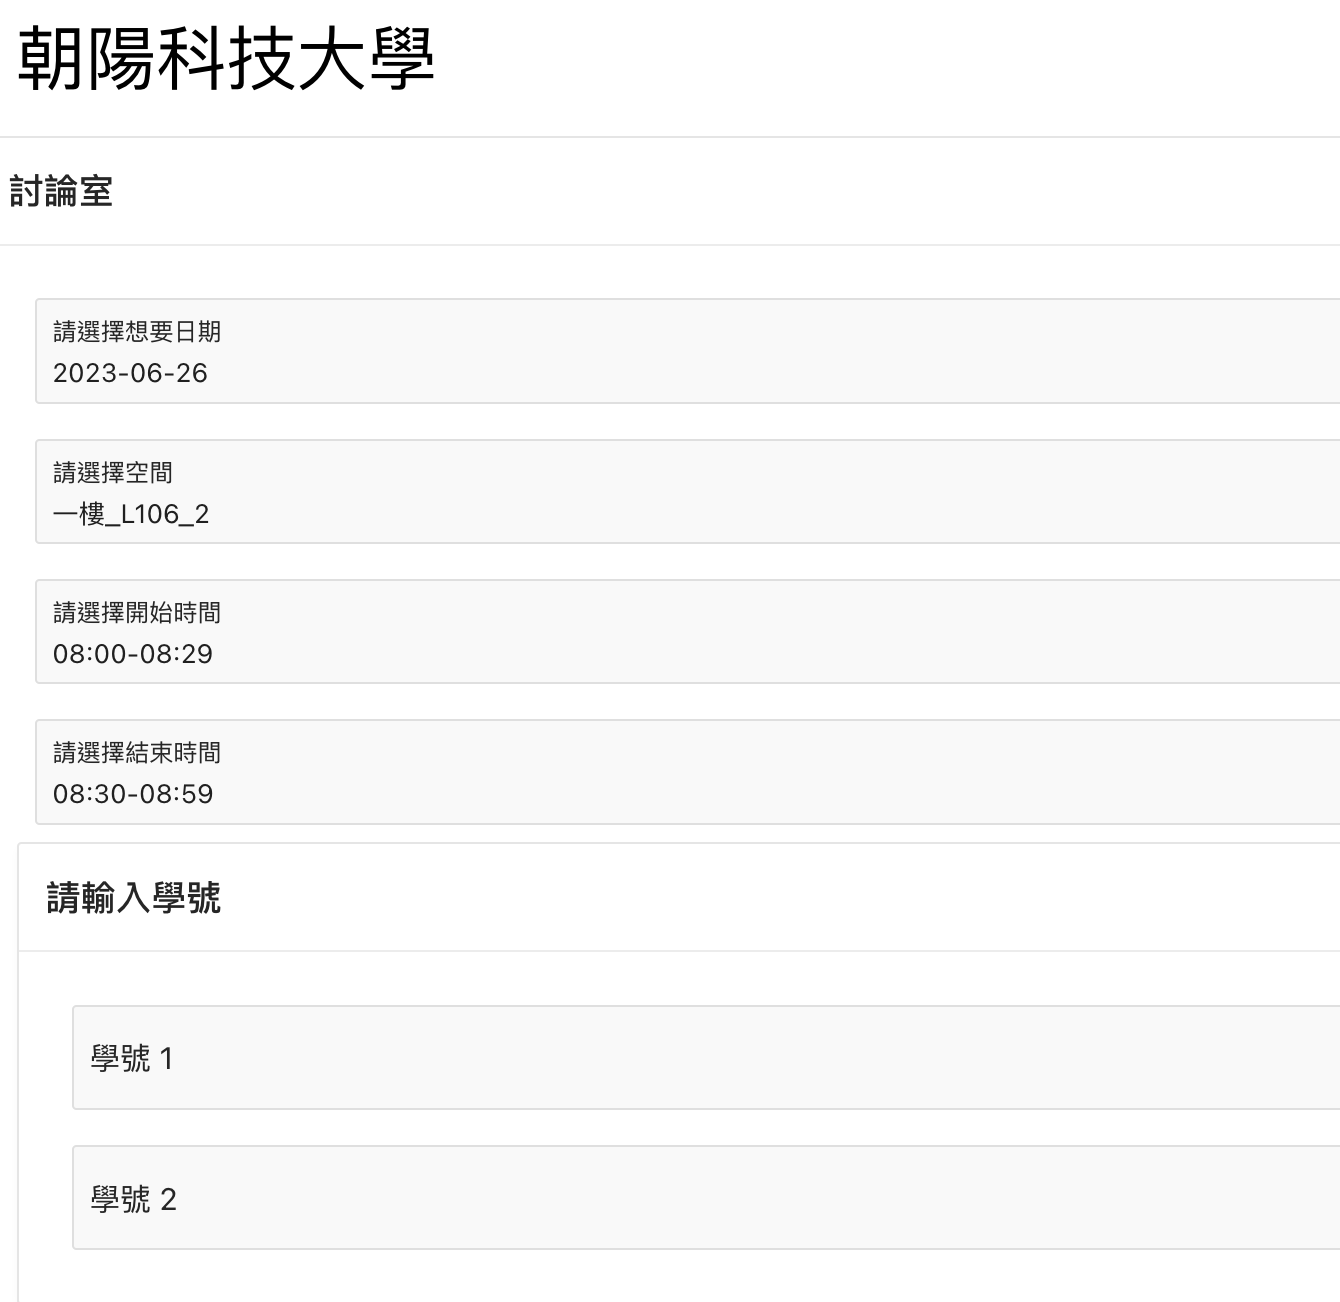 朝陽科技大學
討論室
請選擇想要日期
2023-06-26
請選擇空間
一樓_L106_2
請選擇開始時間
08:00-08:29
請選擇結束時間
08:30-08:59
請輸入學號
學號 1
學號 2